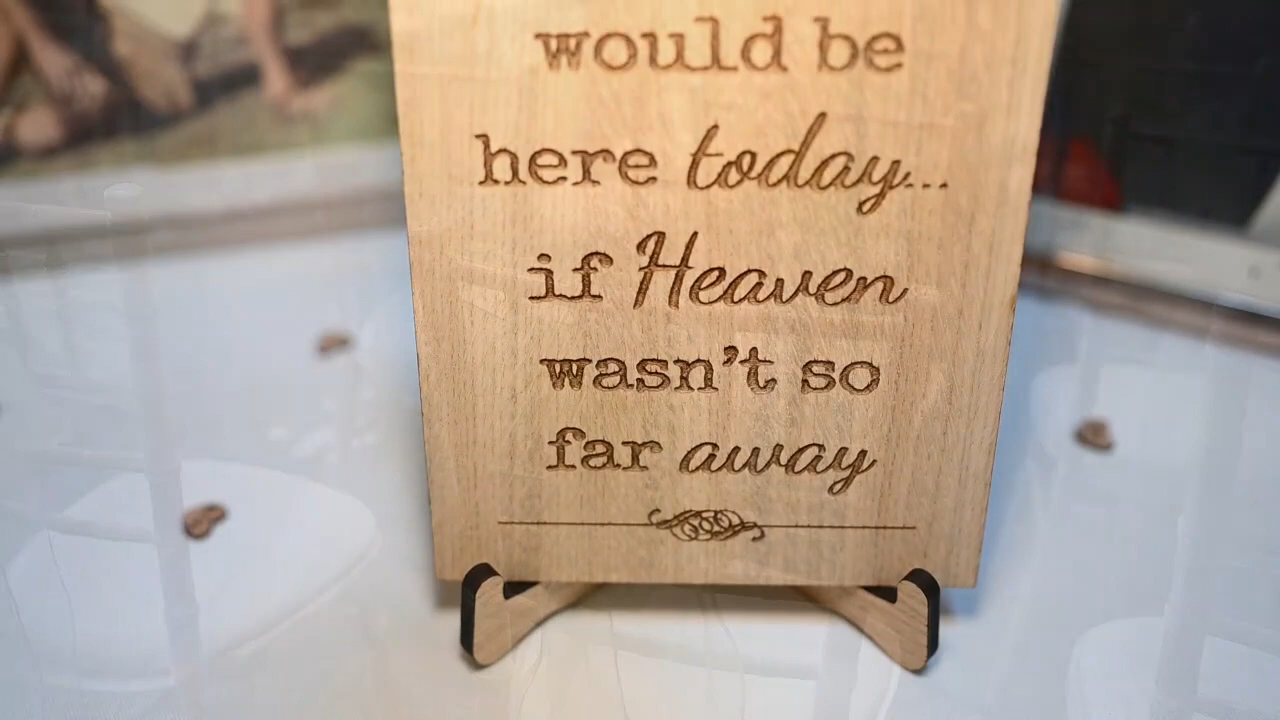 would be
here today...
if Heaven
wasn't so
far away